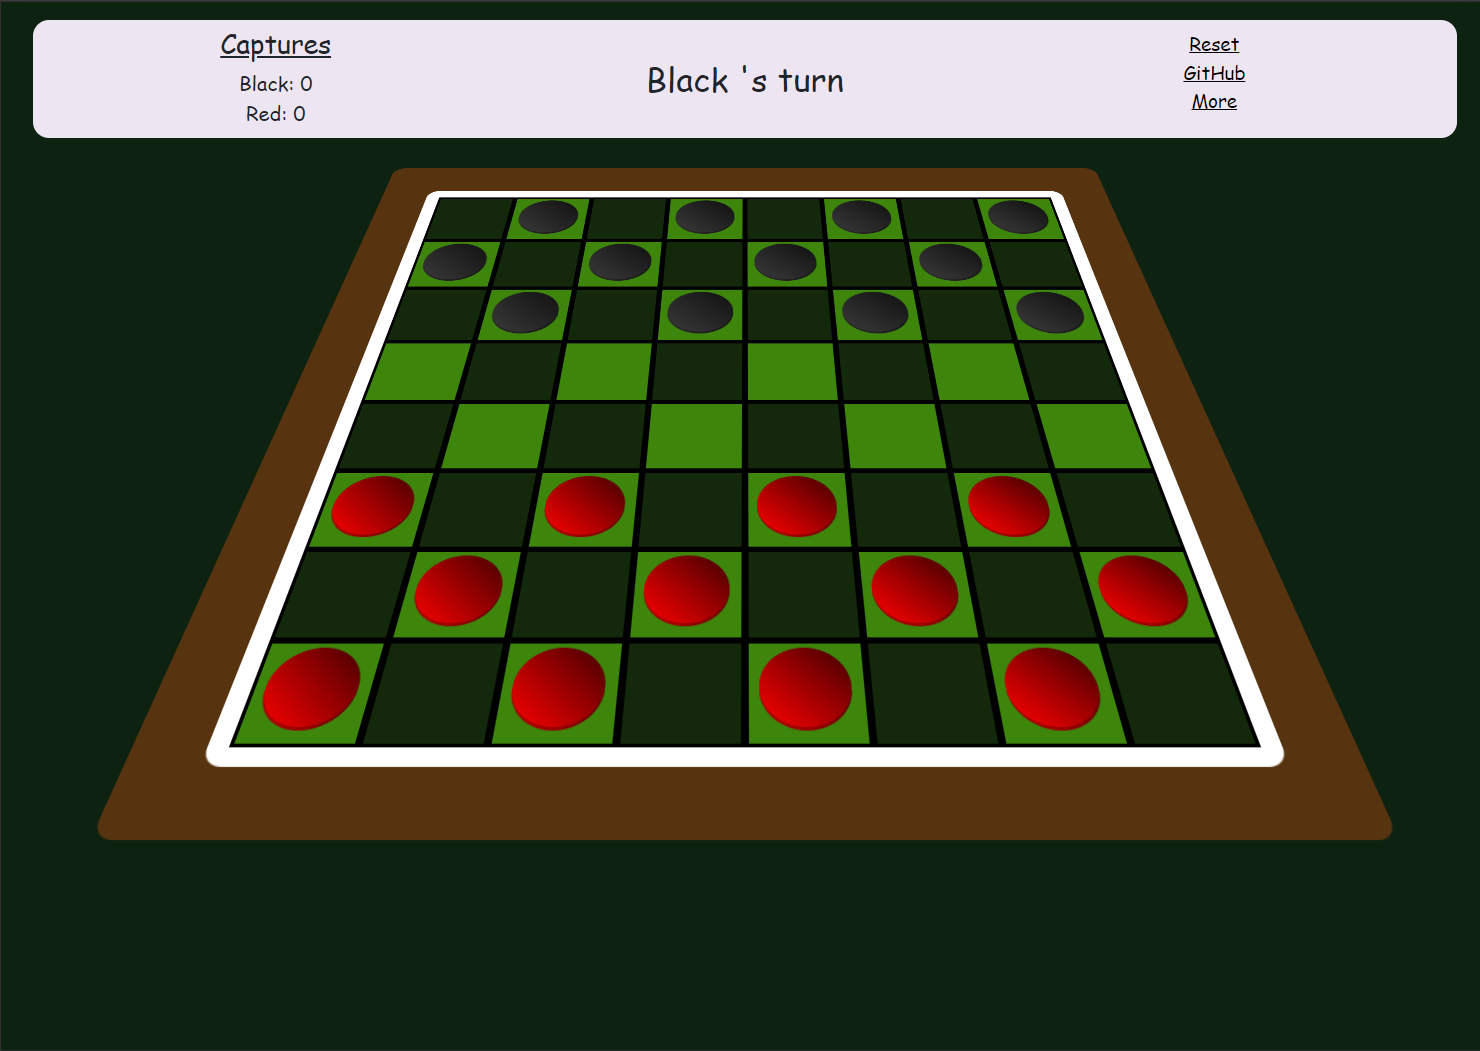 Captures
Black: 0
Red: 0
Black 's turn
Reset
GitHub
More